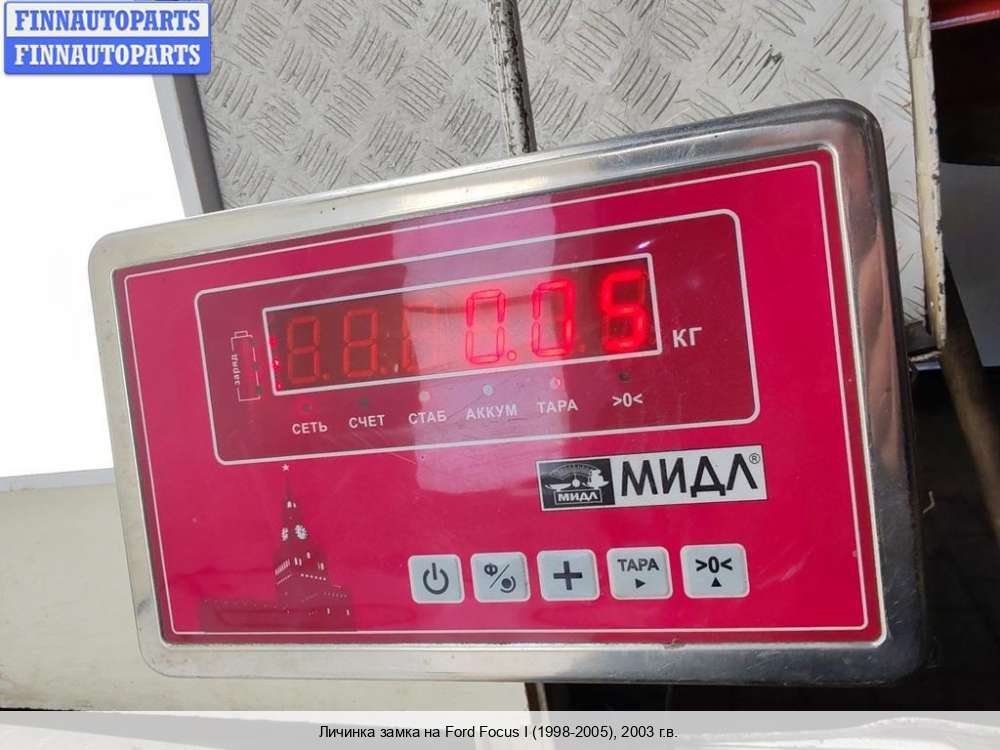 FINNAUTOPARTS
FINNAUTOPARTS
0.05
КГ
заряд
СЕТЬ СЧЕТ СТАБ АККУМ ТАРА >0<
МИДЛ МИДЛ®
Ф/ + ТАРА >0<
Личинка замка на Ford Focus I (1998-2005), 2003 г.в.